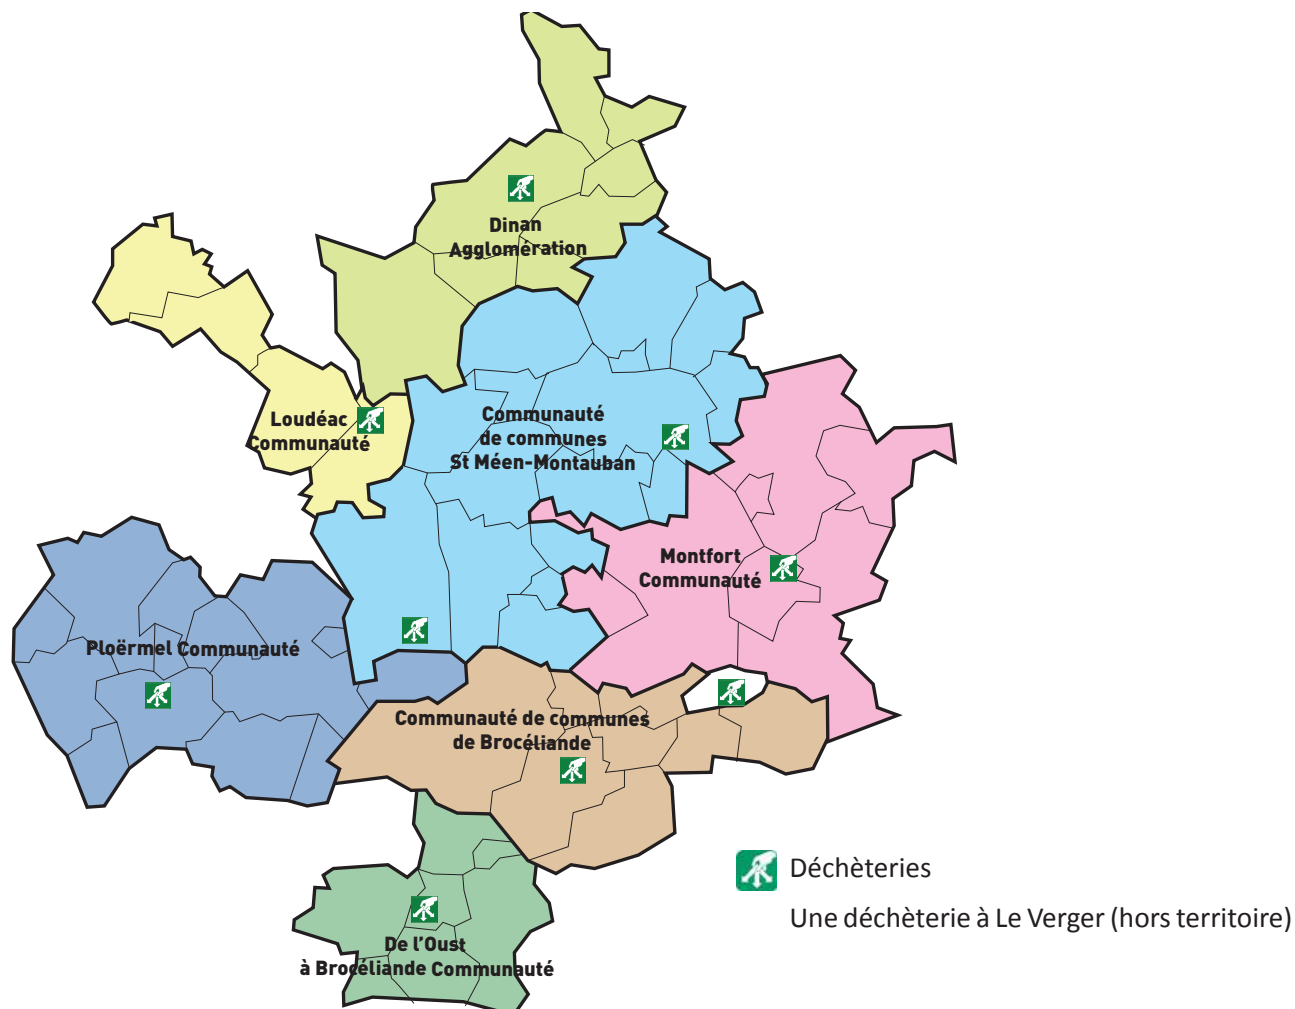 Dinan
Agglomération
Loudéac
Communauté
Communauté
de communes
St Méen-Montauban
Montfort
Communauté
Ploërmel Communauté
Communauté de communes
de Brocéliande
De l'Oust
à Brocéliande Communauté
Déchèteries
Une déchèterie à Le Verger (hors territoire)